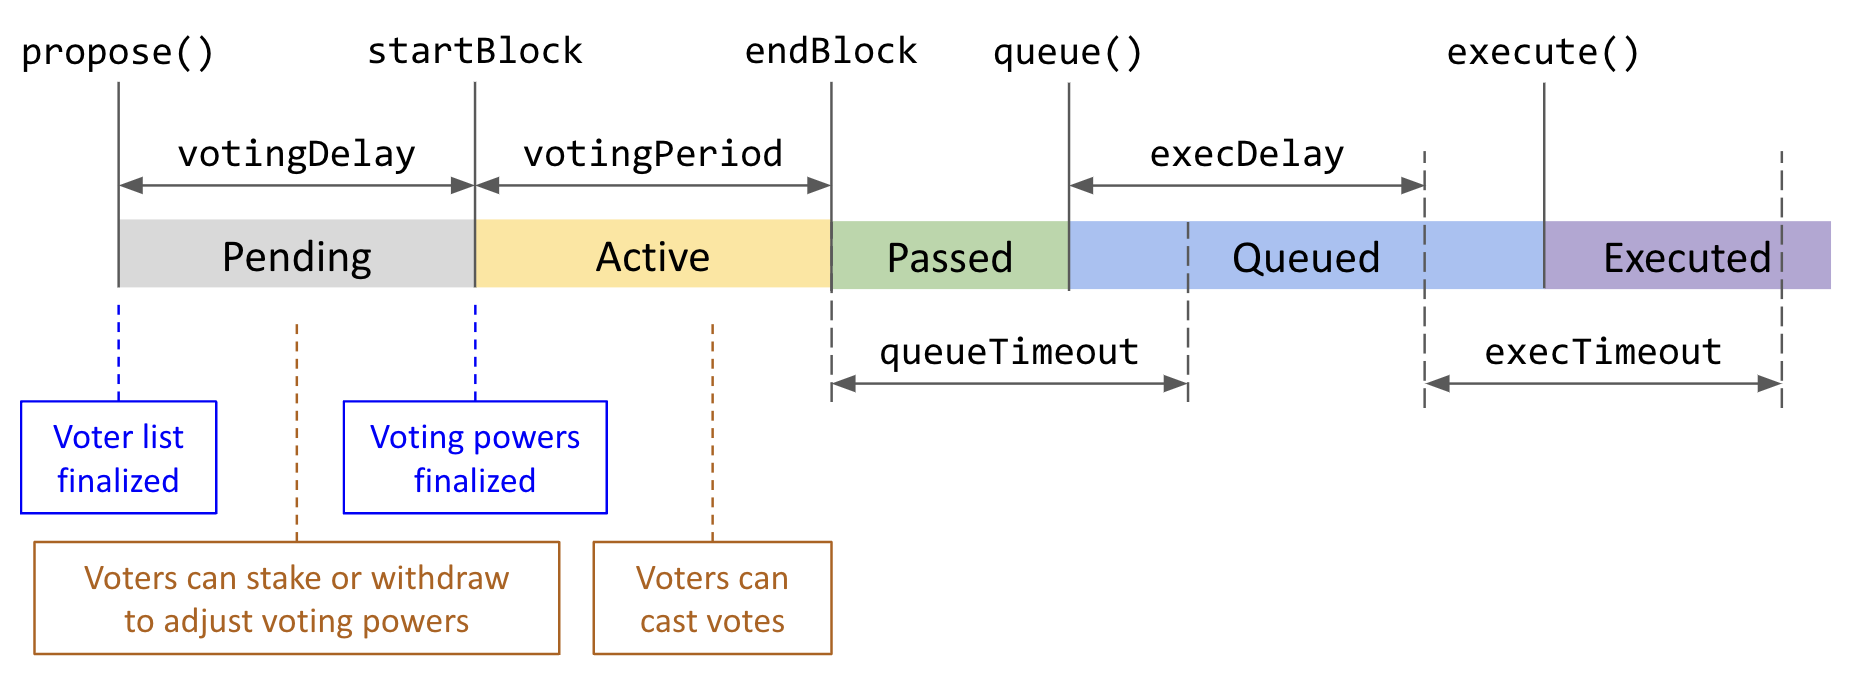 propose()
startBlock
endBlock
queue()
execute()
votingDelay
votingPeriod
execDelay
Pending
Active
Passed
Queued
Executed
queueTimeout
execTimeout
Voter list
finalized
Voting powers
finalized
Voters can stake or withdraw
to adjust voting powers
Voters can
cast votes